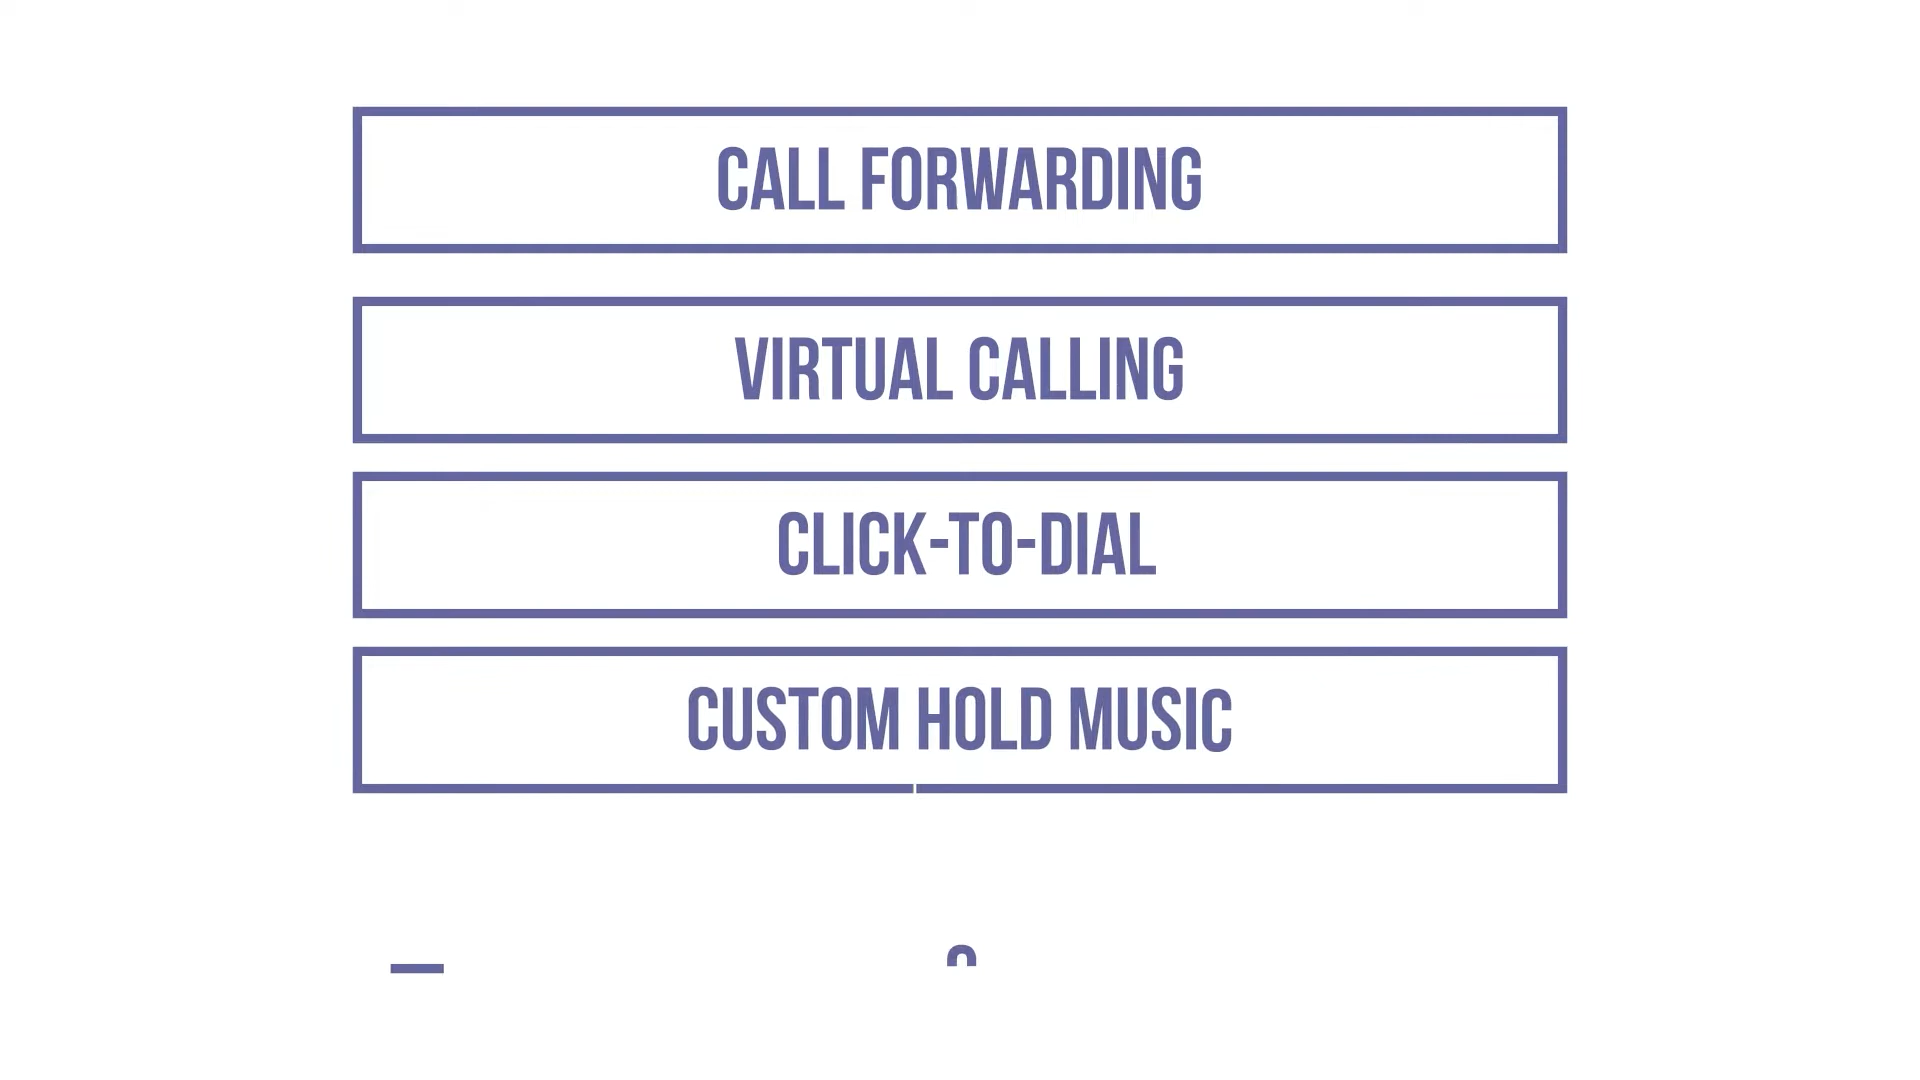 CALL FORWARDING
VIRTUAL CALLING
CLICK-TO-DIAL
CUSTOM HOLD MUSIC